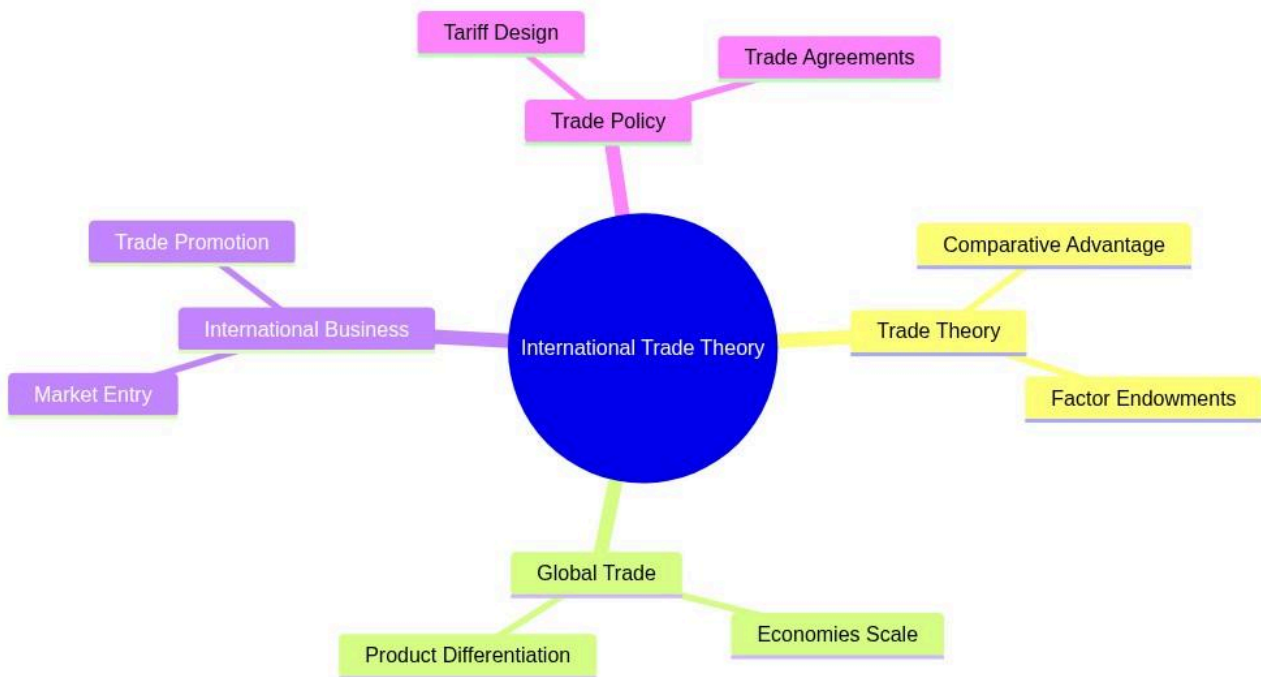 Tariff Design
Trade Agreements
Trade Policy
Trade Promotion
Comparative Advantage
International Business
Trade Theory
International Trade Theory
Market Entry
Factor Endowments
Global Trade
Economies Scale
Product Differentiation